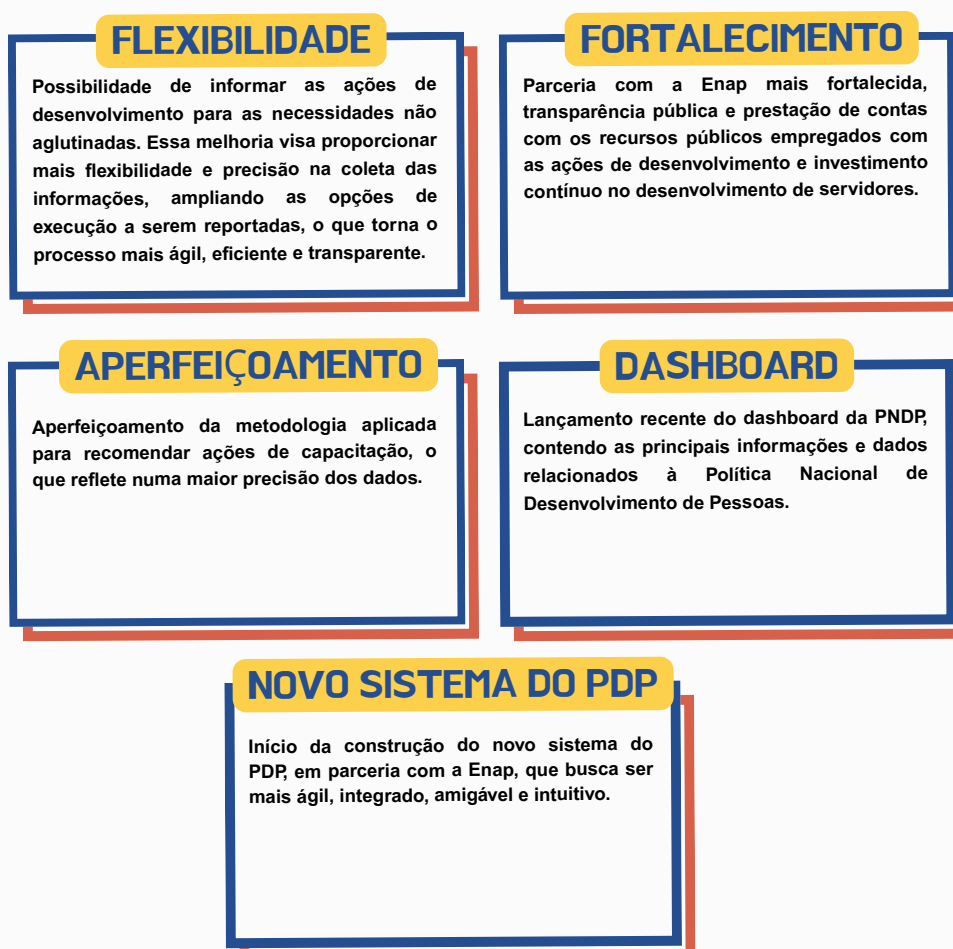 FLEXIBILIDADE
Possibilidade de informar as ações de
desenvolvimento para as necessidades não
aglutinadas. Essa melhoria visa proporcionar
mais flexibilidade e precisão na coleta das
informações, ampliando as opções de
execução a serem reportadas, o que torna o
processo mais ágil, eficiente e transparente.
FORTALECIMENTO
Parceria com a Enap mais fortalecida,
transparência pública e prestação de contas
com os recursos públicos empregados com
as ações de desenvolvimento e investimento
contínuo no desenvolvimento de servidores.
APERFEIÇOAMENTO
Aperfeiçoamento da metodologia aplicada
para recomendar ações de capacitação, o
que reflete numa maior precisão dos dados.
DASHBOARD
Lançamento recente do dashboard da PNDP,
contendo as principais informações e dados
relacionados à Política Nacional de
Desenvolvimento de Pessoas.
NOVO SISTEMA DO PDP
Início da construção do novo sistema do
PDP, em parceria com a Enap, que busca ser
mais ágil, integrado, amigável e intuitivo.